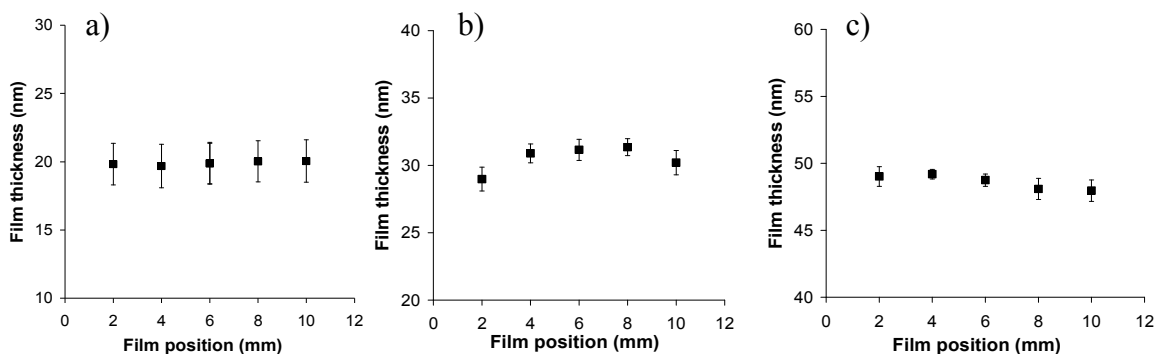 a)
Film thickness (nm)
30
25
20
15
10
0 2 4 6 8 10 12
Film position (mm)
b)
Film thickness (nm)
40
35
30
25
20
0 2 4 6 8 10 12
Film position (mm)
c)
Film thickness (nm)
60
55
50
45
40
0 2 4 6 8 10 12
Film position (mm)